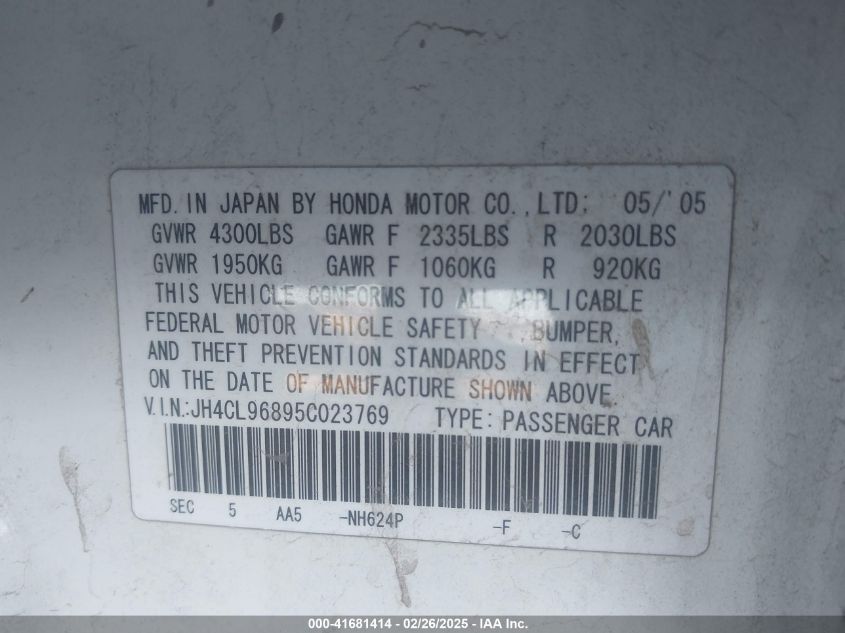 MFD. IN JAPAN BY HONDA MOTOR CO., LTD: 05/'05
GVWR 4300LBS GAWR F 2335LBS R 2030LBS
GVWR 1950KG GAWR F 1060KG R 920KG
THIS VEHICLE CONFORMS TO ALL APPLICABLE
FEDERAL MOTOR VEHICLE SAFETY , BUMPER,
AND THEFT PREVENTION STANDARDS IN EFFECT
ON THE DATE OF MANUFACTURE SHOWN ABOVE.
V.I.N.:JH4CL96895C023769 TYPE: PASSENGER CAR
SEC 5 AA5 -NH624P -F -C
000-41681414 - 02/26/2025 - IAA Inc.